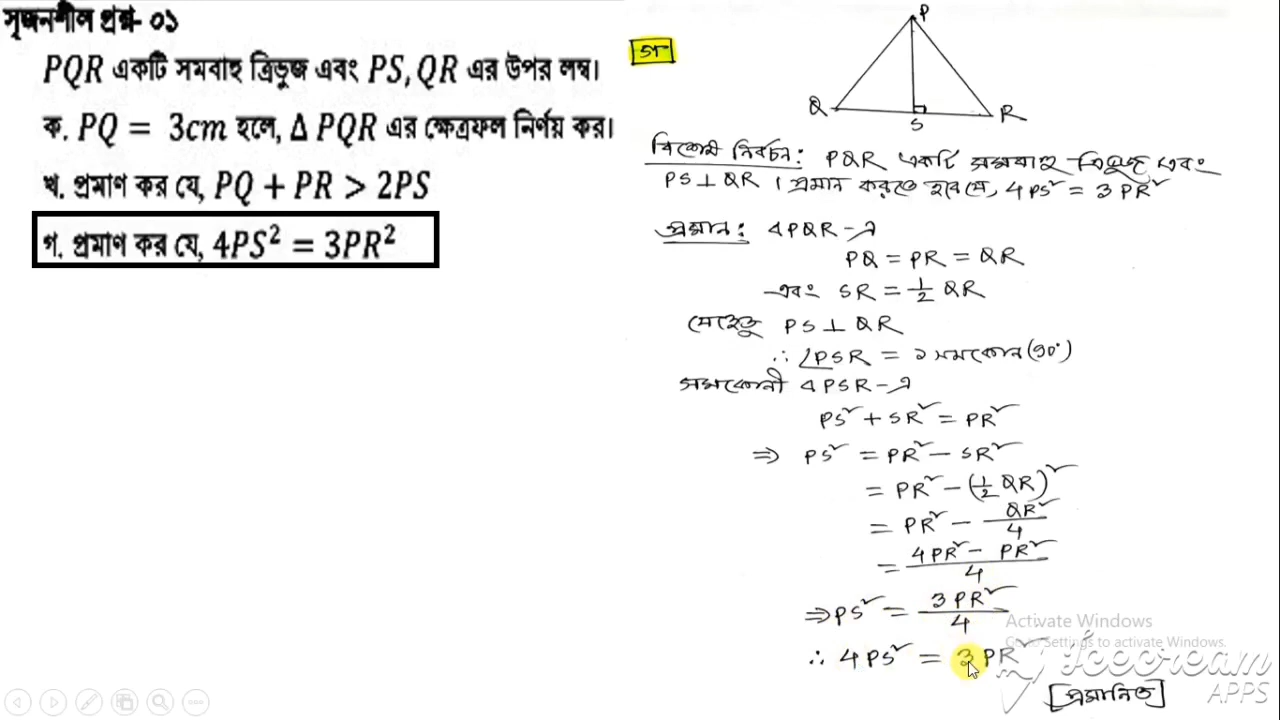 সৃজনশীল প্রশ্ন- ০১
PQR একটি সমবাহু ত্রিভুজ এবং PS, QR এর উপর লম্ব।
ক. PQ = 3cm হলে, Δ PQR এর ক্ষেত্রফল নির্ণয় কর।
খ. প্রমাণ কর যে, PQ + PR > 2PS
গ. প্রমাণ কর যে, 4PS² = 3PR²
গ
P
Q
S
R
বিশেষ নির্বচন: PQR একটি সমবাহু ত্রিভুজ এবং
PS ⊥ QR । প্রমান করতে হবে যে, 4PS² = 3PR²
প্রমান: ΔPQR-এ
PQ = PR = QR
এবং SR = 1/2 QR
যেহেতু PS ⊥ QR
∴ ∠PSR = ১ সমকোন (90°)
সমকোনী ΔPSR-এ
PS² + SR² = PR²
⇒ PS² = PR² − SR²
= PR² − (1/2 QR)²
= PR² − QR²/4
= (4PR² − PR²)/4
⇒ PS² = 3PR²/4
∴ 4PS² = 3PR²
[প্রমানিত]
Activate Windows
Go to Settings to activate Windows.
Icecream
APPS